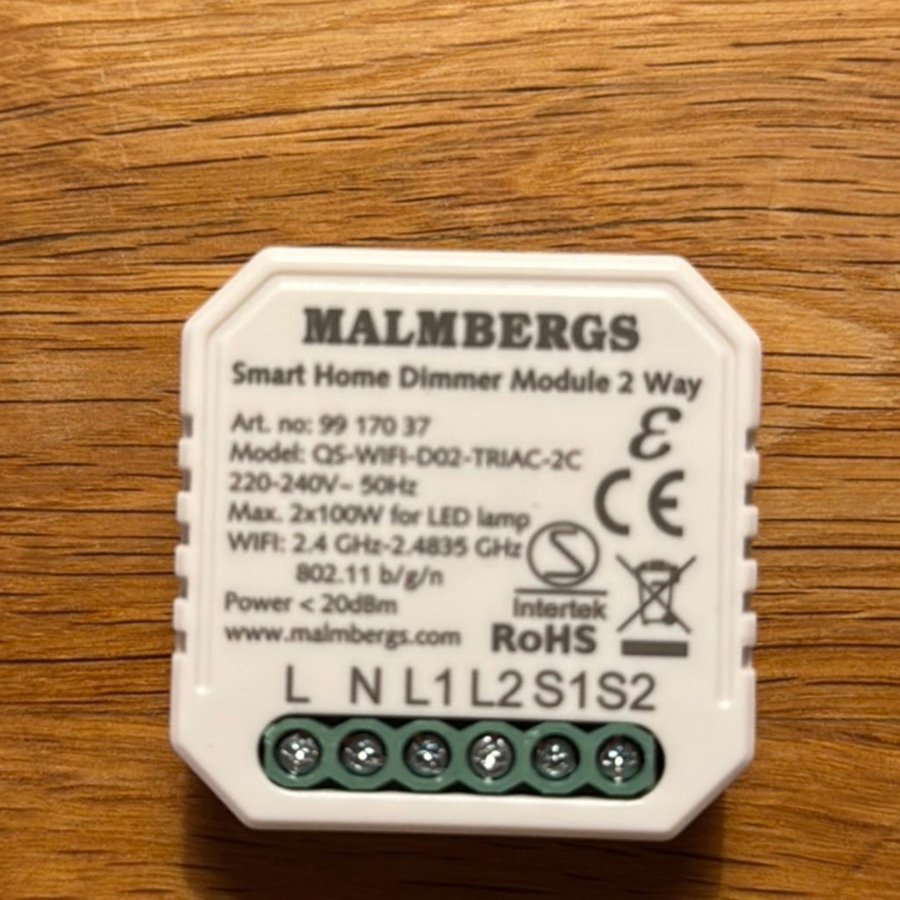 MALMBERGS
Smart Home Dimmer Module 2 Way
Art. no: 99 170 37
Model: QS-WIFI-D02-TRIAC-2C
220-240V~ 50Hz
Max. 2x100W for LED lamp
WIFI: 2.4 GHz-2.4835 GHz
802.11 b/g/n
Power < 20dBm
www.malmbergs.com
ε
CE
S
Intertek
RoHS
L N L1 L2 S1 S2